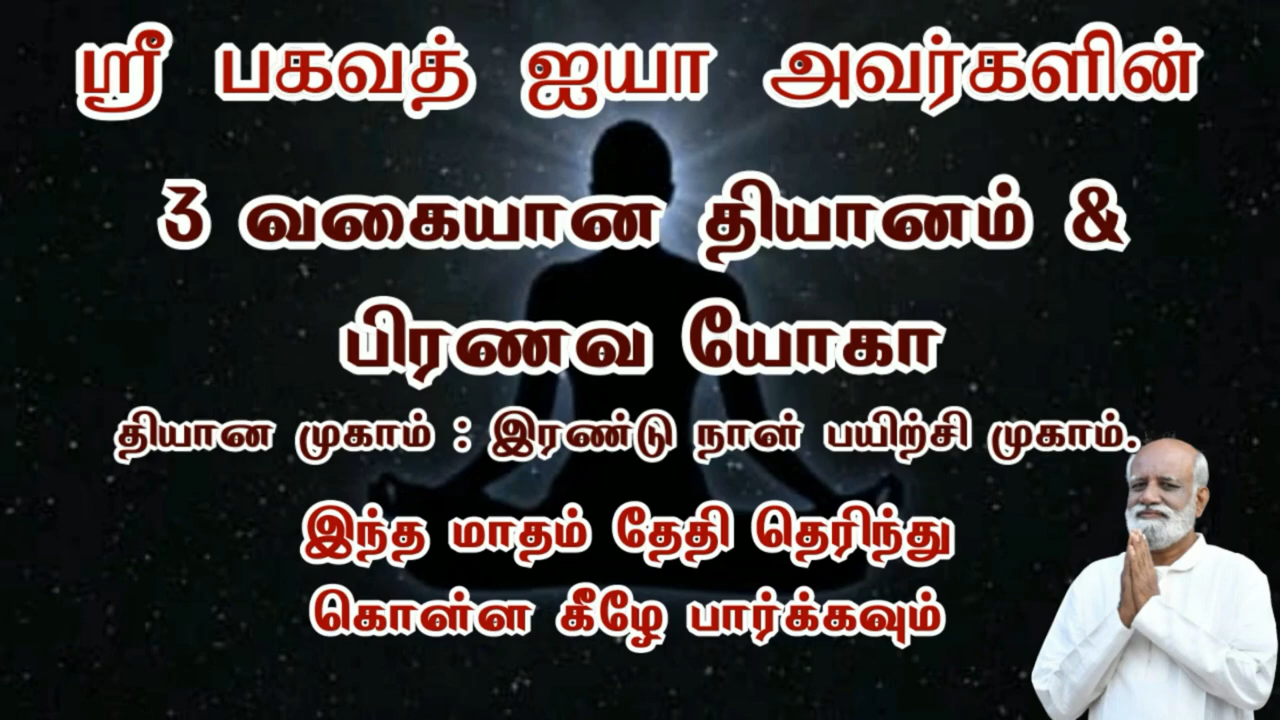 ஸ்ரீ பகவத் ஐயா அவர்களின்
3 வகையான தியானம் &
பிரணவ யோகா
தியான முகாம் : இரண்டு நாள் பயிற்சி முகாம்.
இந்த மாதம் தேதி தெரிந்து
கொள்ள கீழே பார்க்கவும்